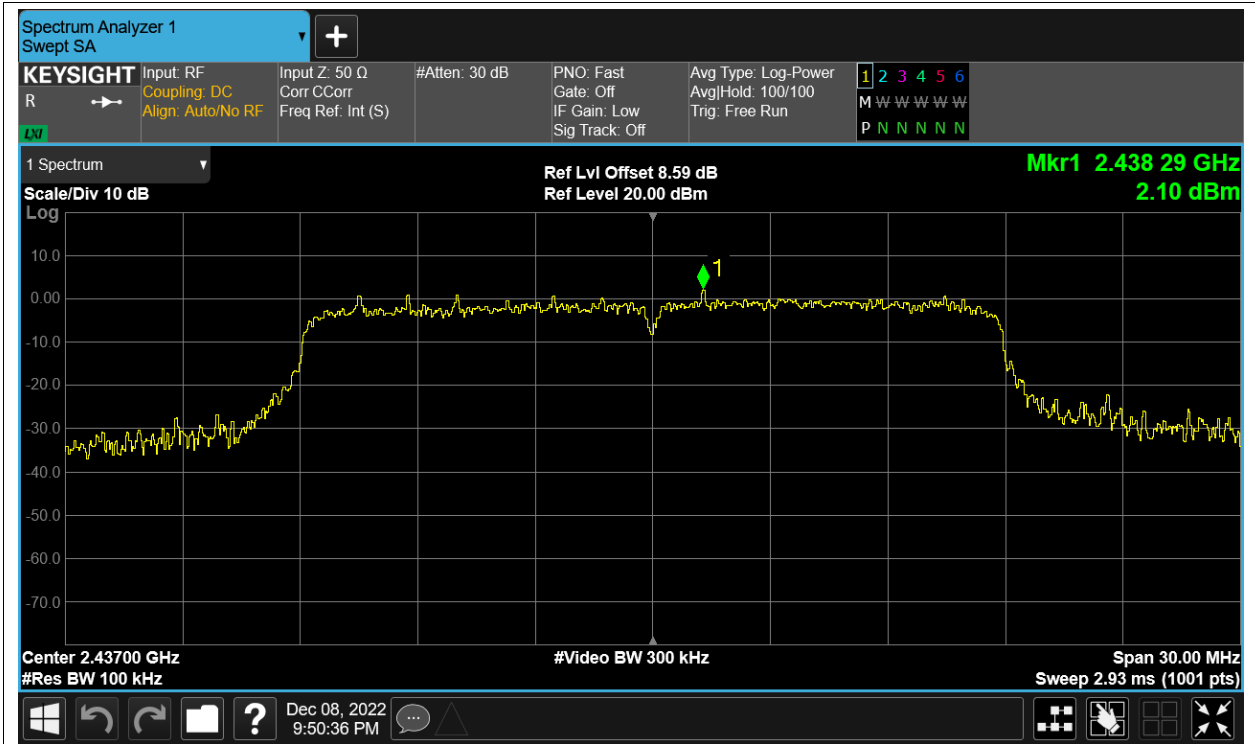 Spectrum Analyzer 1
Swept SA
KEYSIGHT
R
LXI
Input: RF
Coupling: DC
Align: Auto/No RF
Input Z: 50 Ω
Corr CCorr
Freq Ref: Int (S)
#Atten: 30 dB
PNO: Fast
Gate: Off
IF Gain: Low
Sig Track: Off
Avg Type: Log-Power
Avg|Hold: 100/100
Trig: Free Run
1 2 3 4 5 6
M W W W W W
P N N N N N
1 Spectrum
Scale/Div 10 dB
Log
Ref Lvl Offset 8.59 dB
Ref Level 20.00 dBm
Mkr1 2.438 29 GHz
2.10 dBm
1
10.0
0.00
-10.0
-20.0
-30.0
-40.0
-50.0
-60.0
-70.0
Center 2.43700 GHz
#Res BW 100 kHz
#Video BW 300 kHz
Span 30.00 MHz
Sweep 2.93 ms (1001 pts)
?
Dec 08, 2022
9:50:36 PM